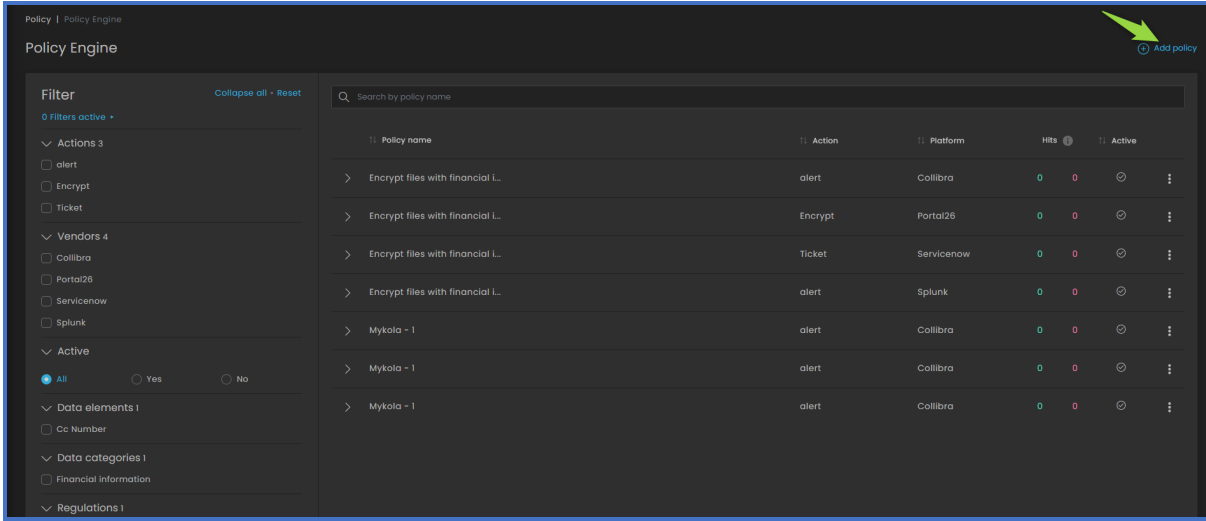 Policy | Policy Engine
Policy Engine
Add policy
Filter
Collapse all • Reset
0 Filters active
Actions 3
alert
Encrypt
Ticket
Vendors 4
Collibra
Portal26
Servicenow
Splunk
Active
All Yes No
Data elements 1
Cc Number
Data categories 1
Financial information
Regulations 1
Search by policy name
Policy name Action Platform Hits Active
Encrypt files with financial i... alert Collibra 0 0
Encrypt files with financial i... Encrypt Portal26 0 0
Encrypt files with financial i... Ticket Servicenow 0 0
Encrypt files with financial i... alert Splunk 0 0
Mykola - 1 alert Collibra 0 0
Mykola - 1 alert Collibra 0 0
Mykola - 1 alert Collibra 0 0